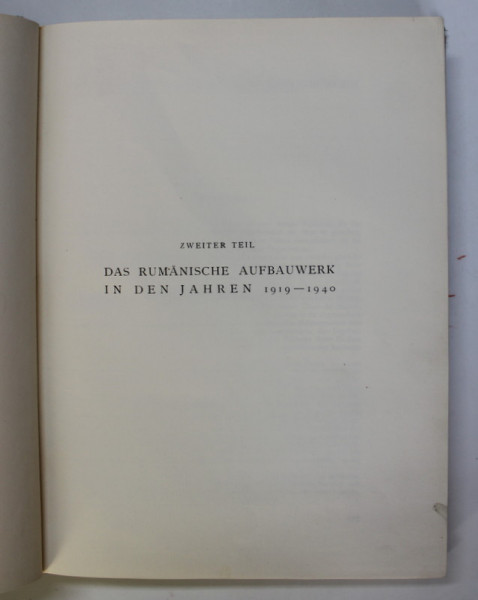 ZWEITER TEIL
DAS RUMÄNISCHE AUFBAUWERK
IN DEN JAHREN 1919—1940